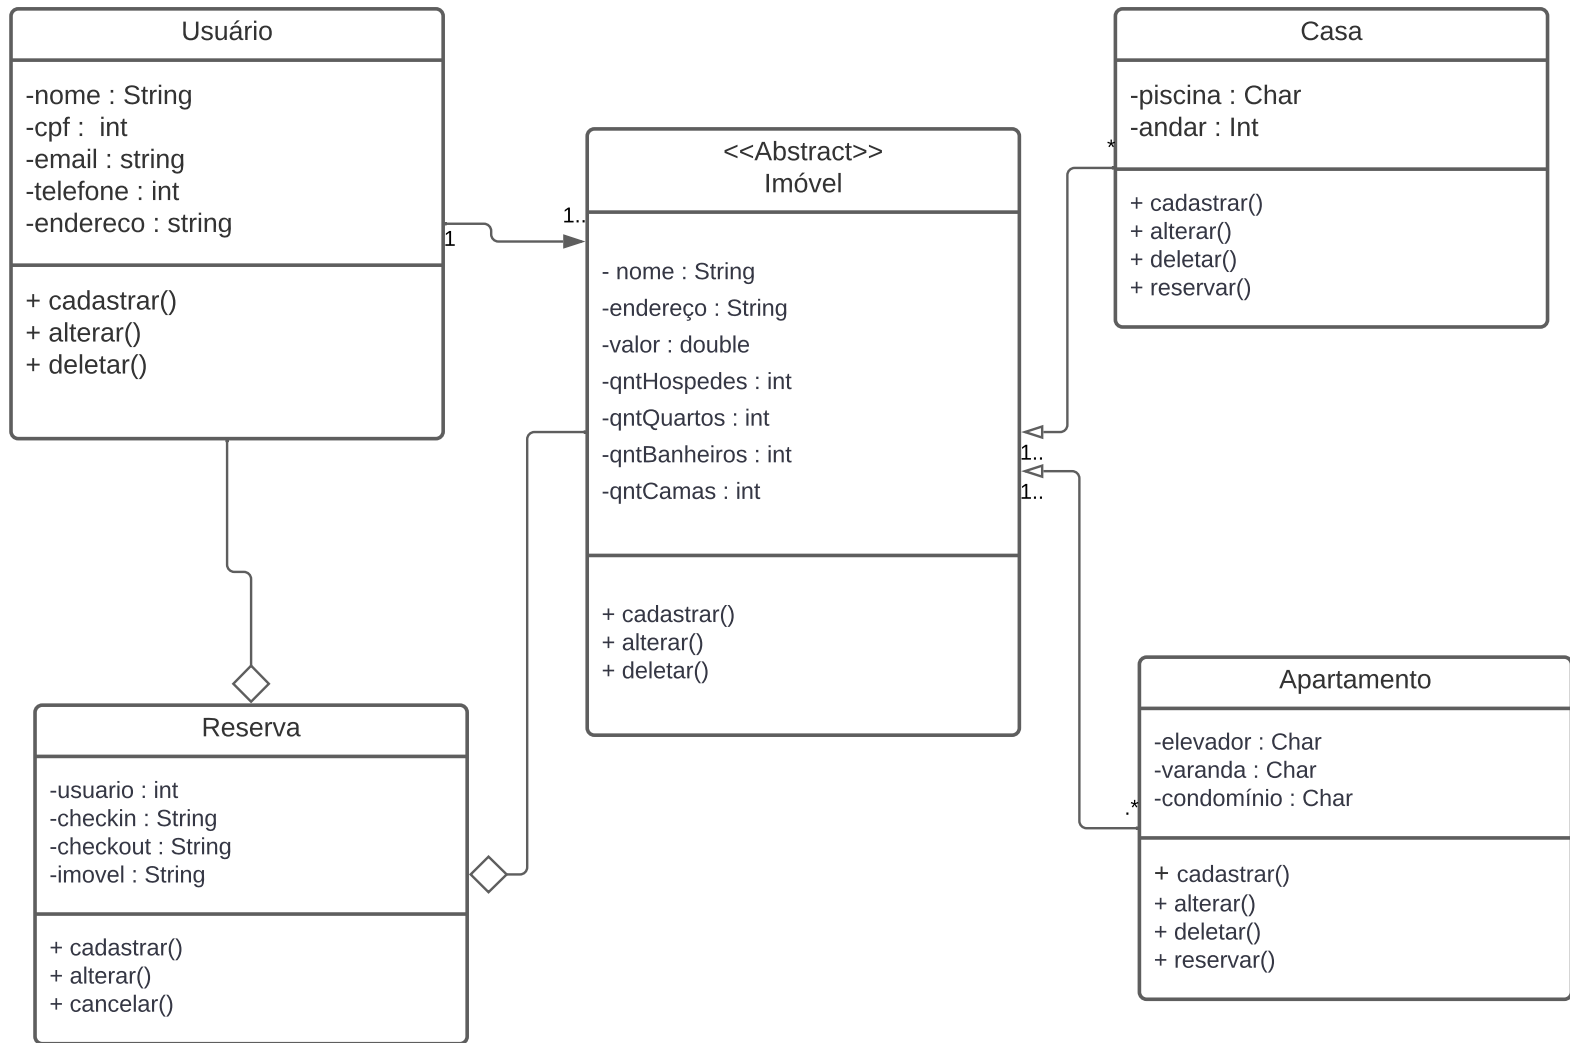 Usuário
-nome : String
-cpf :  int
-email : string
-telefone : int
-endereco : string
+ cadastrar()
+ alterar()
+ deletar()
1
1..
<<Abstract>>
Imóvel
- nome : String
-endereço : String
-valor : double
-qntHospedes : int
-qntQuartos : int
-qntBanheiros : int
-qntCamas : int
+ cadastrar()
+ alterar()
+ deletar()
Casa
-piscina : Char
-andar : Int
+ cadastrar()
+ alterar()
+ deletar()
+ reservar()
*
1..
1..
.*
Reserva
-usuario : int
-checkin : String
-checkout : String
-imovel : String
+ cadastrar()
+ alterar()
+ cancelar()
Apartamento
-elevador : Char
-varanda : Char
-condomínio : Char
+ cadastrar()
+ alterar()
+ deletar()
+ reservar()